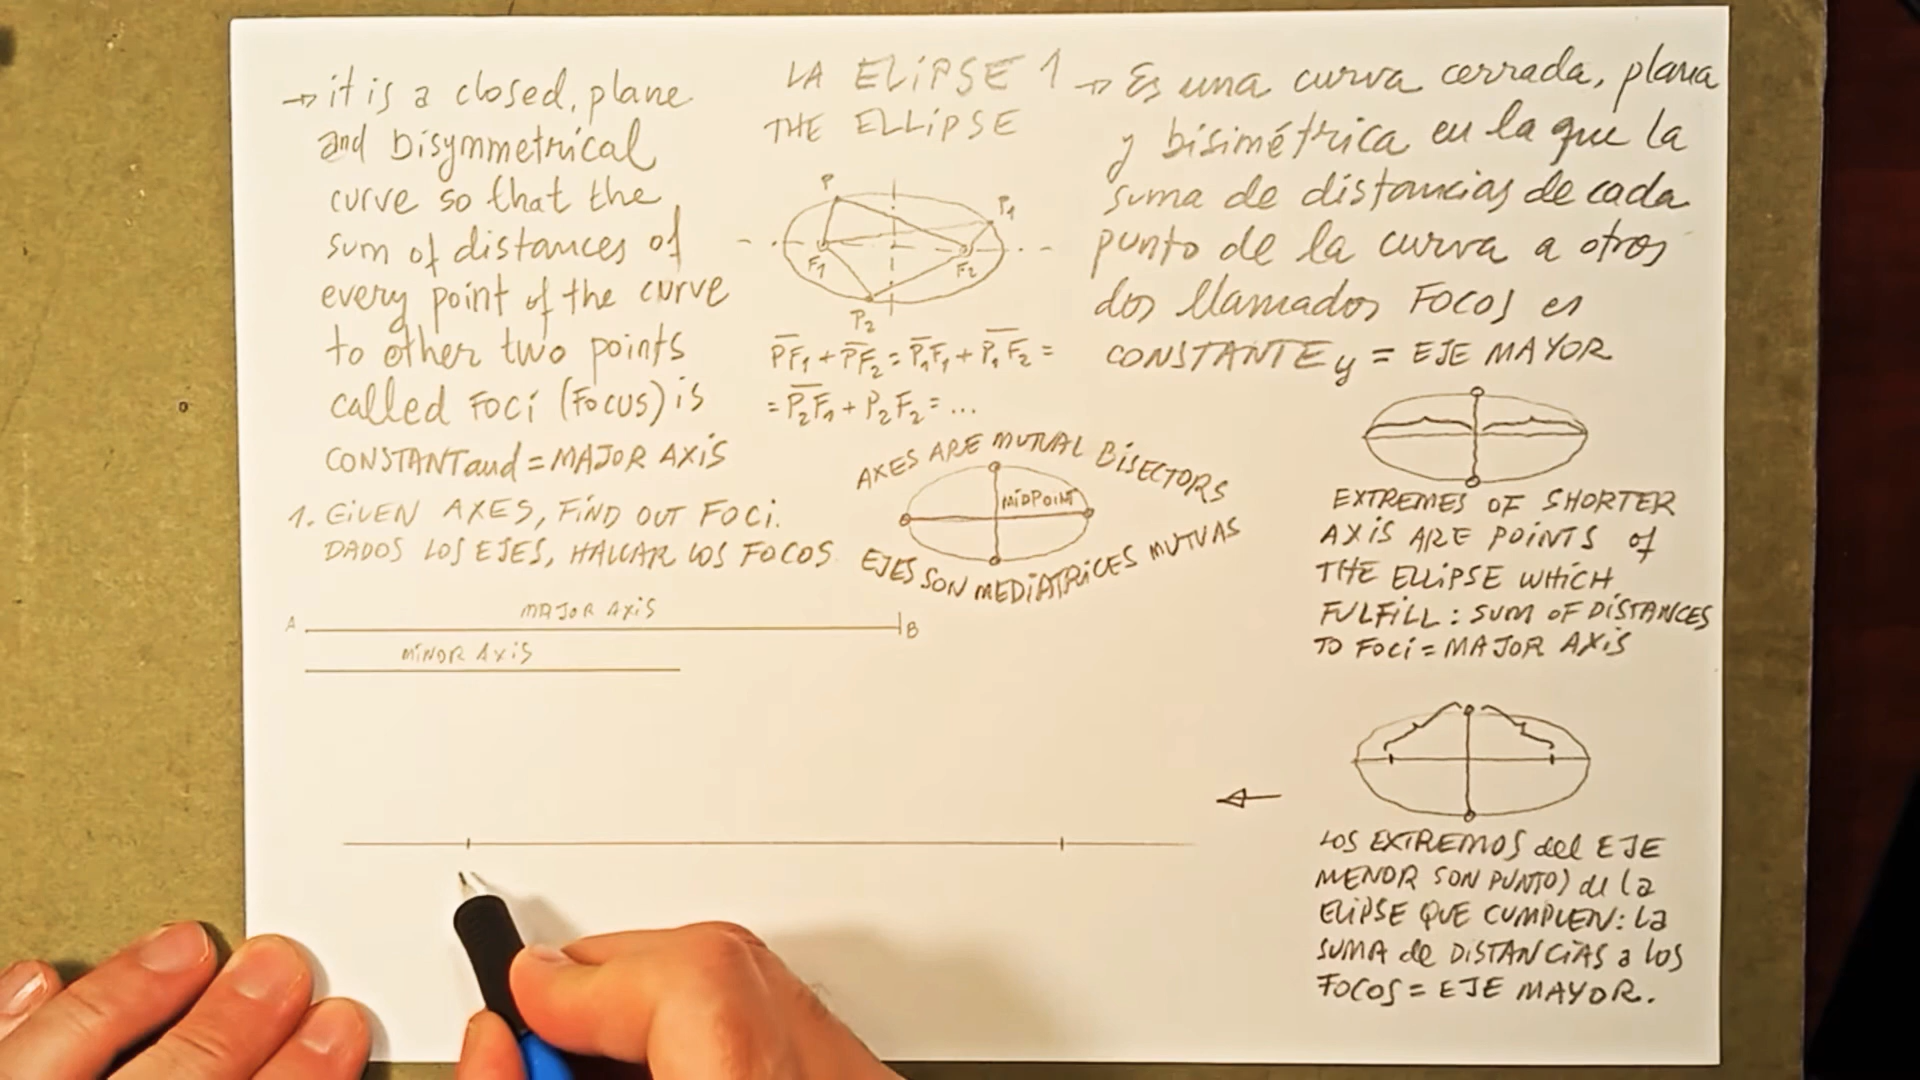 LA ELIPSE 1
THE ELLIPSE
→ it is a closed, plane
and Bisymmetrical
curve so that the
sum of distances of
every point of the curve
to other two points
called FOCI (FOCUS) is
CONSTANT and = MAJOR AXIS
P
P1
F1
F2
P2
PF1 + PF2 = P1F1 + P1F2 =
= P2F1 + P2F2 = ...
→ Es una curva cerrada, plana
y bisimétrica en la que la
suma de distancias de cada
punto de la curva a otros
dos llamados FOCOS es
CONSTANTE y = EJE MAYOR
1. GIVEN AXES, FIND OUT FOCI.
DADOS LOS EJES, HALLAR LOS FOCOS
AXES ARE MUTUAL BISECTORS
MIDPOINT
EJES SON MEDIATRICES MUTUAS
MAJOR AXIS
A
B
MINOR AXIS
EXTREMES OF SHORTER
AXIS ARE POINTS of
THE ELLIPSE WHICH
FULFILL: SUM OF DISTANCES
TO FOCI = MAJOR AXIS
LOS EXTREMOS del EJE
MENOR SON PUNTOS de la
ELIPSE QUE CUMPLEN: La
SUMA de DISTANCIAS a los
FOCOS = EJE MAYOR.